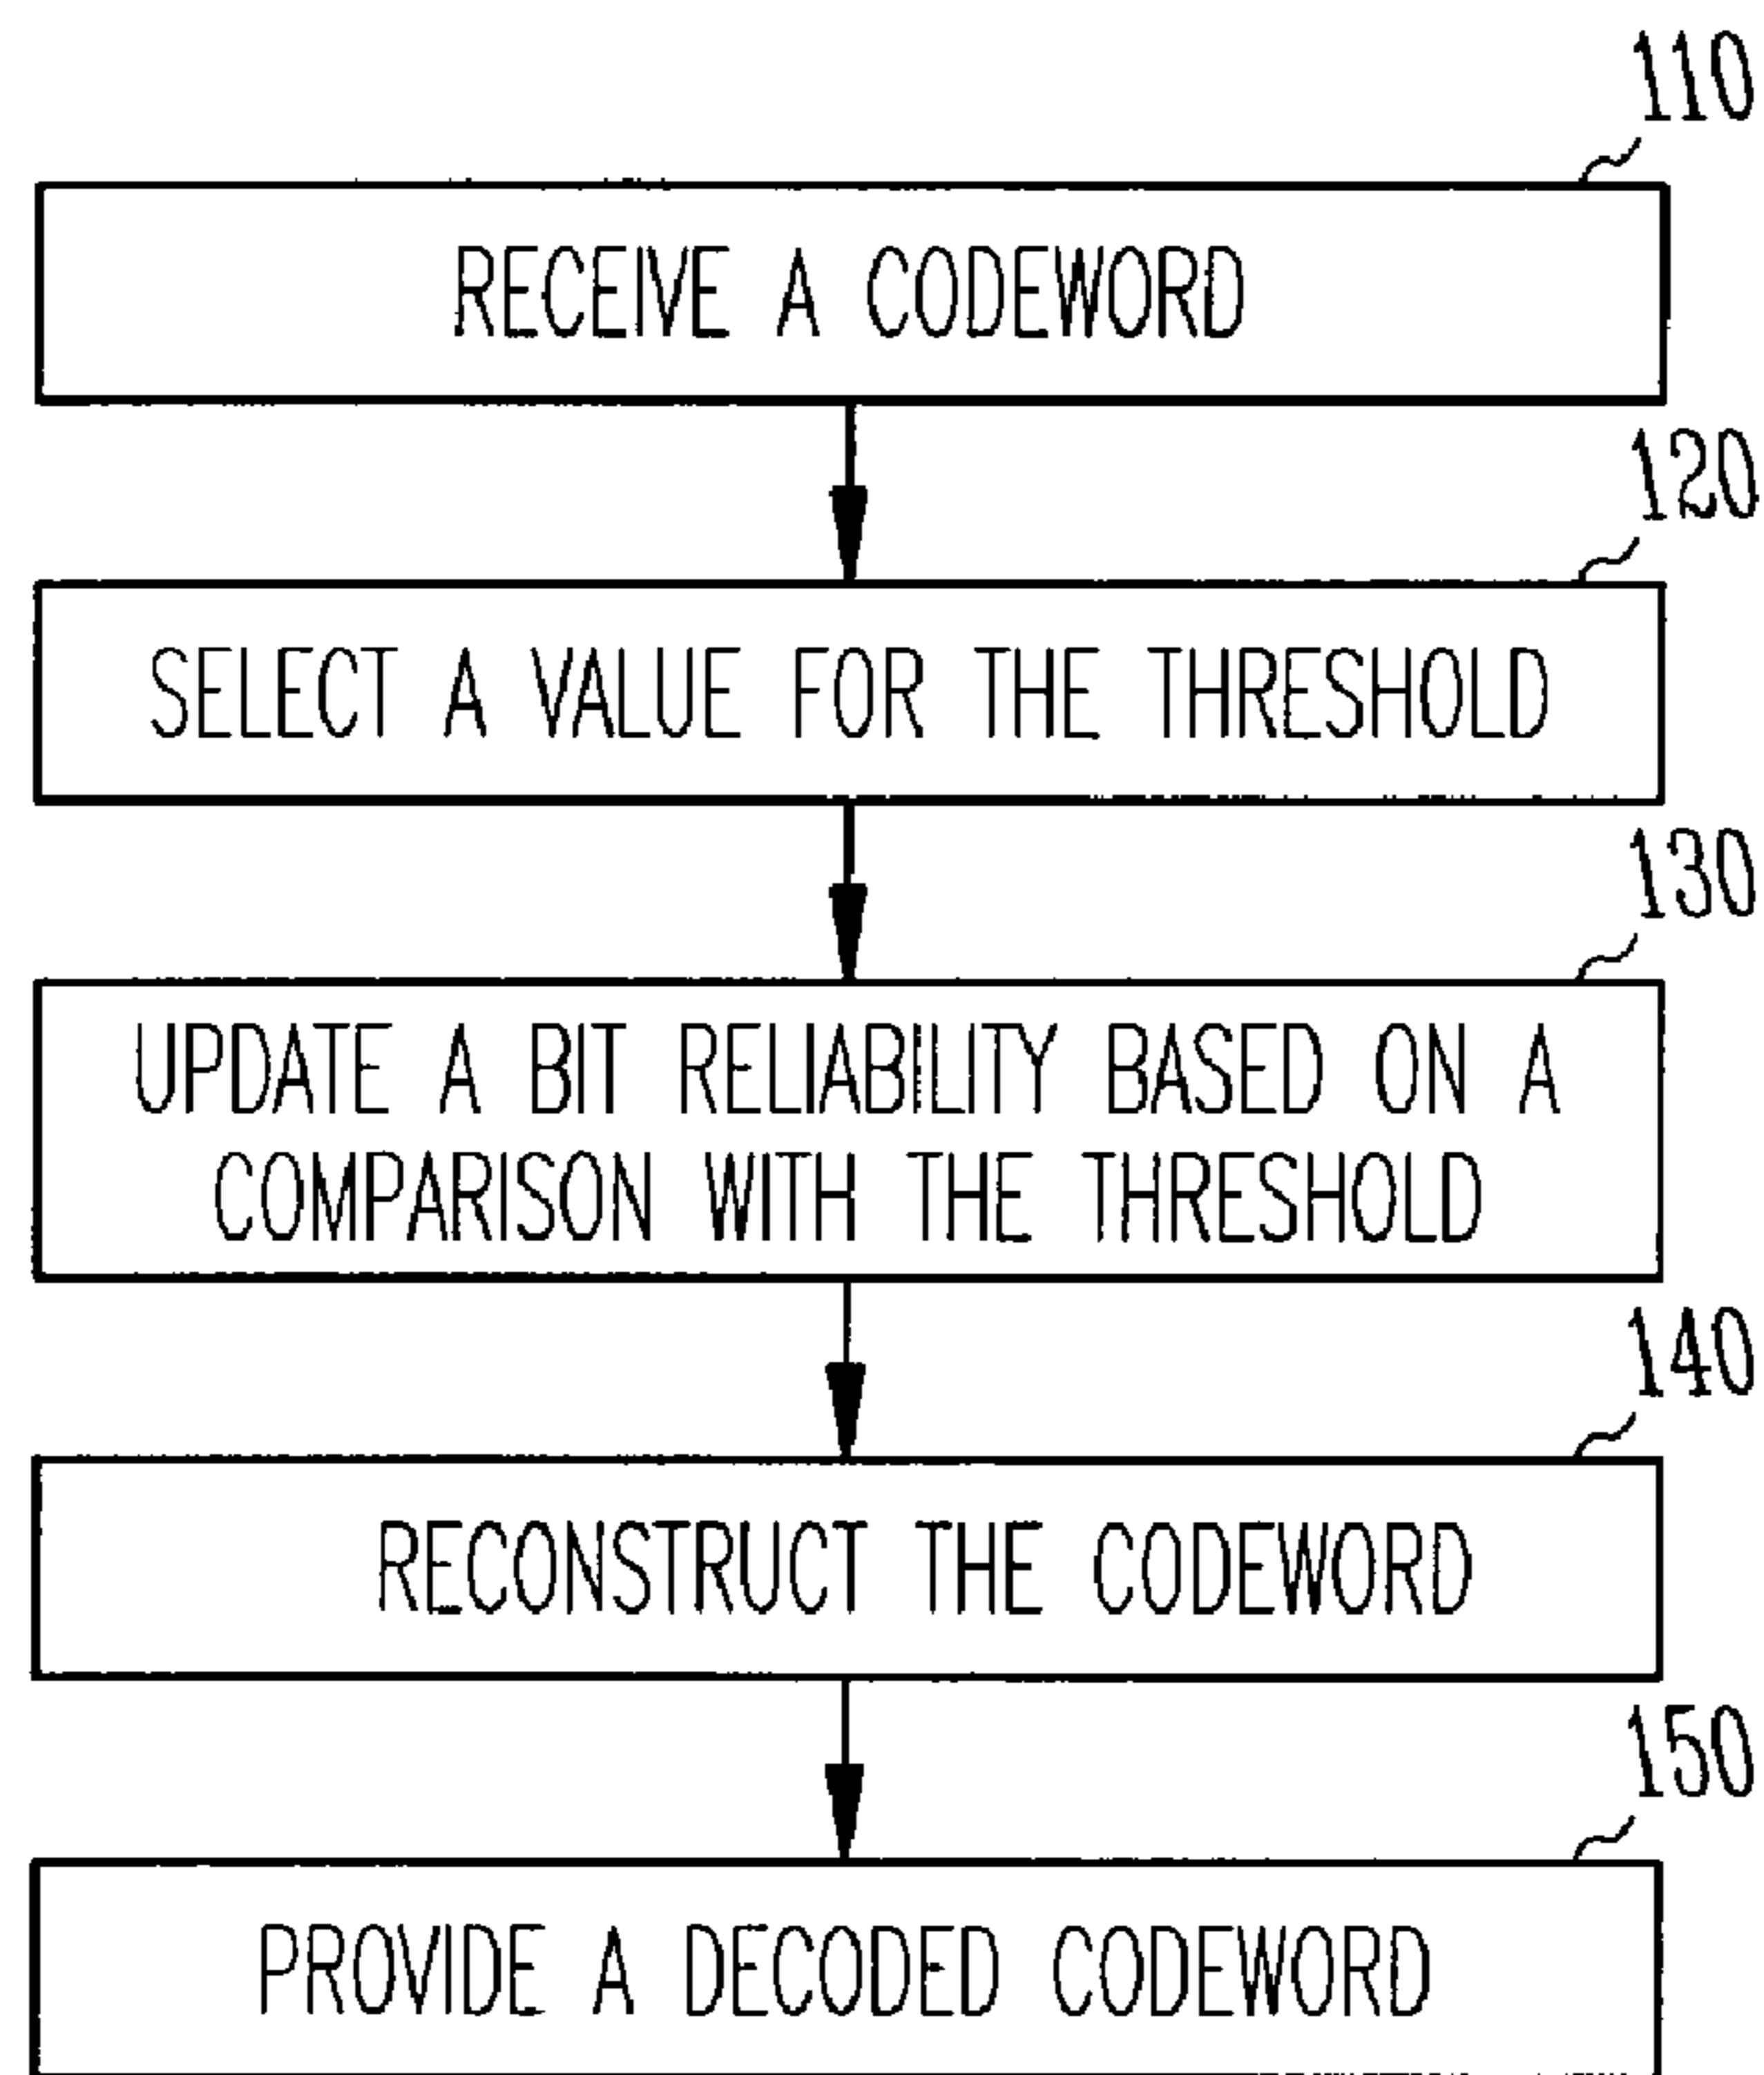 110
RECEIVE A CODEWORD
120
SELECT A VALUE FOR THE THRESHOLD
130
UPDATE A BIT RELIABILITY BASED ON A
COMPARISON WITH THE THRESHOLD
140
RECONSTRUCT THE CODEWORD
150
PROVIDE A DECODED CODEWORD